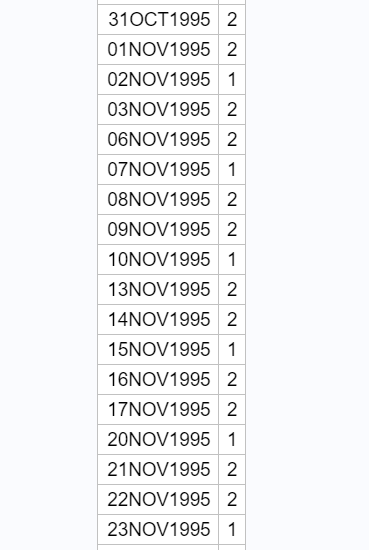 31OCT1995 2
01NOV1995 2
02NOV1995 1
03NOV1995 2
06NOV1995 2
07NOV1995 1
08NOV1995 2
09NOV1995 2
10NOV1995 1
13NOV1995 2
14NOV1995 2
15NOV1995 1
16NOV1995 2
17NOV1995 2
20NOV1995 1
21NOV1995 2
22NOV1995 2
23NOV1995 1